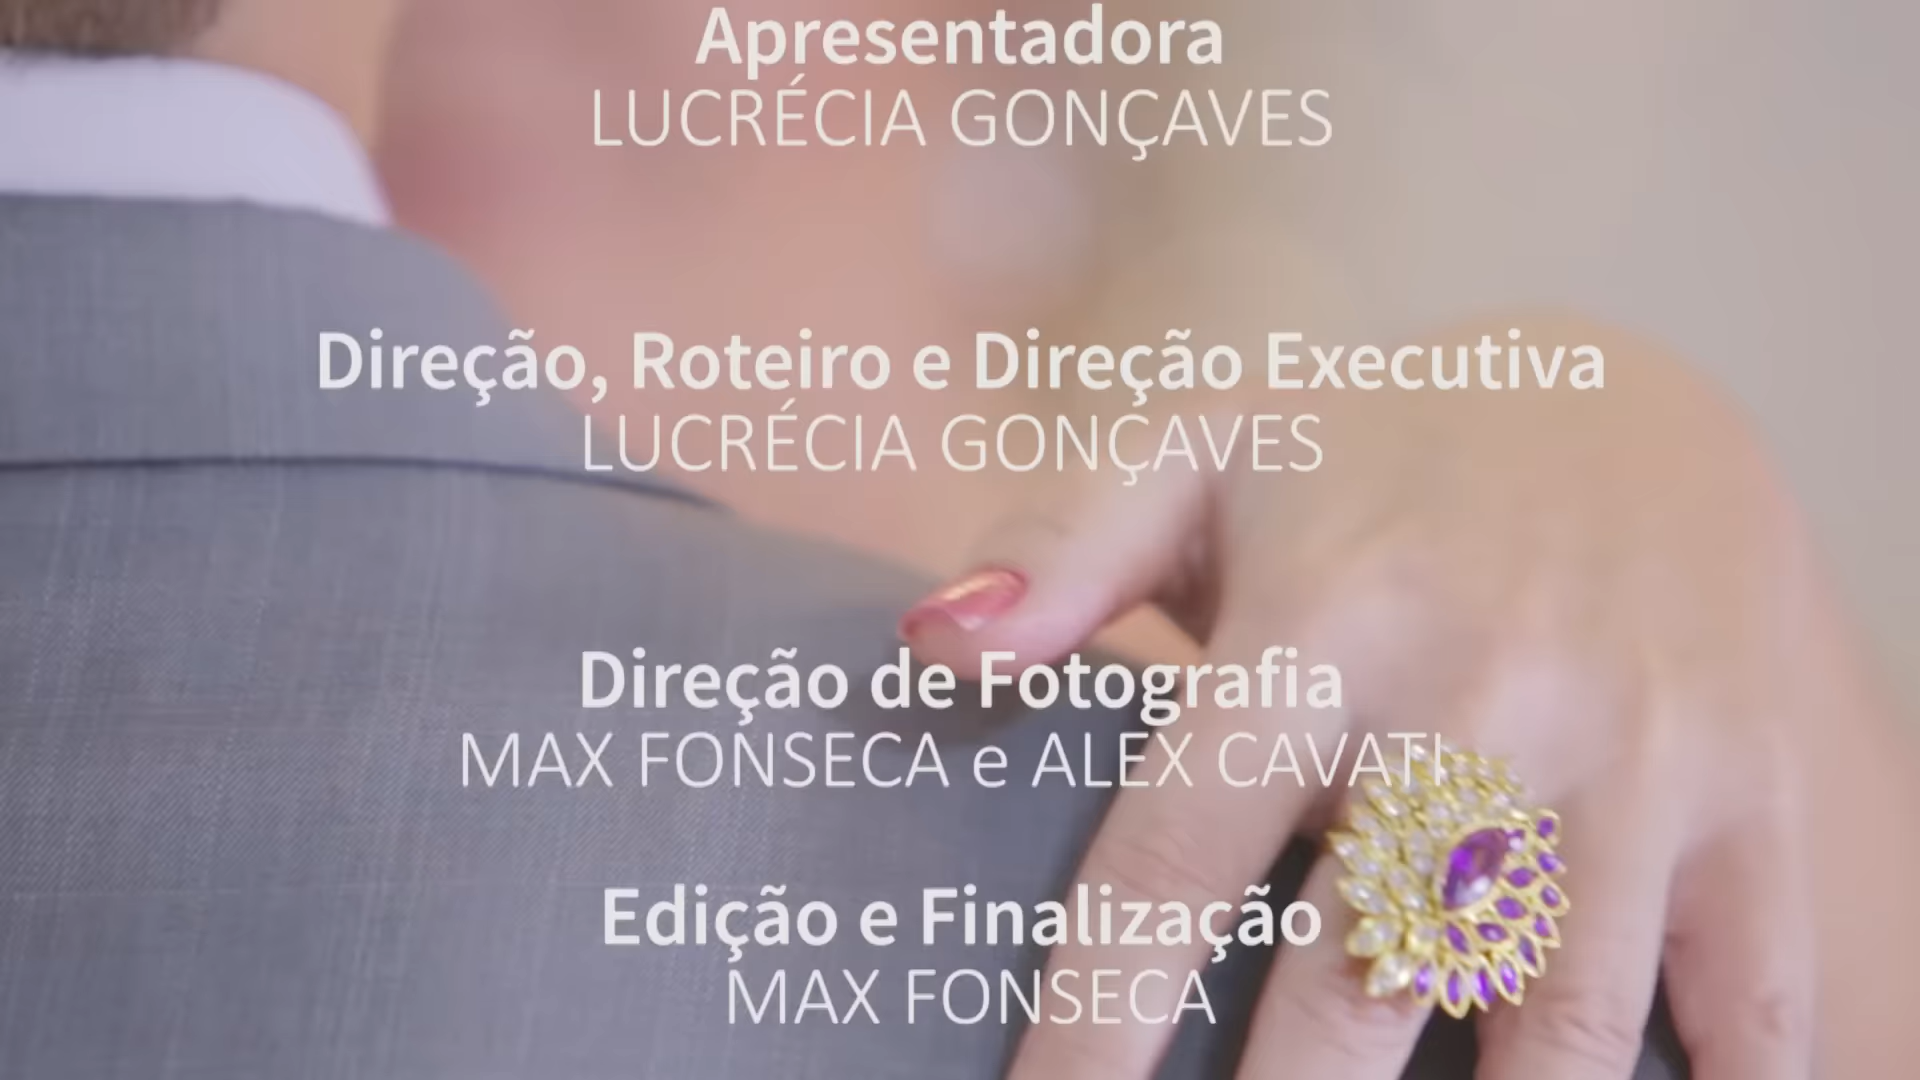 Apresentadora
LUCRÉCIA GONÇAVES
Direção, Roteiro e Direção Executiva
LUCRÉCIA GONÇAVES
Direção de Fotografia
MAX FONSECA e ALEX CAVATI
Edição e Finalização
MAX FONSECA